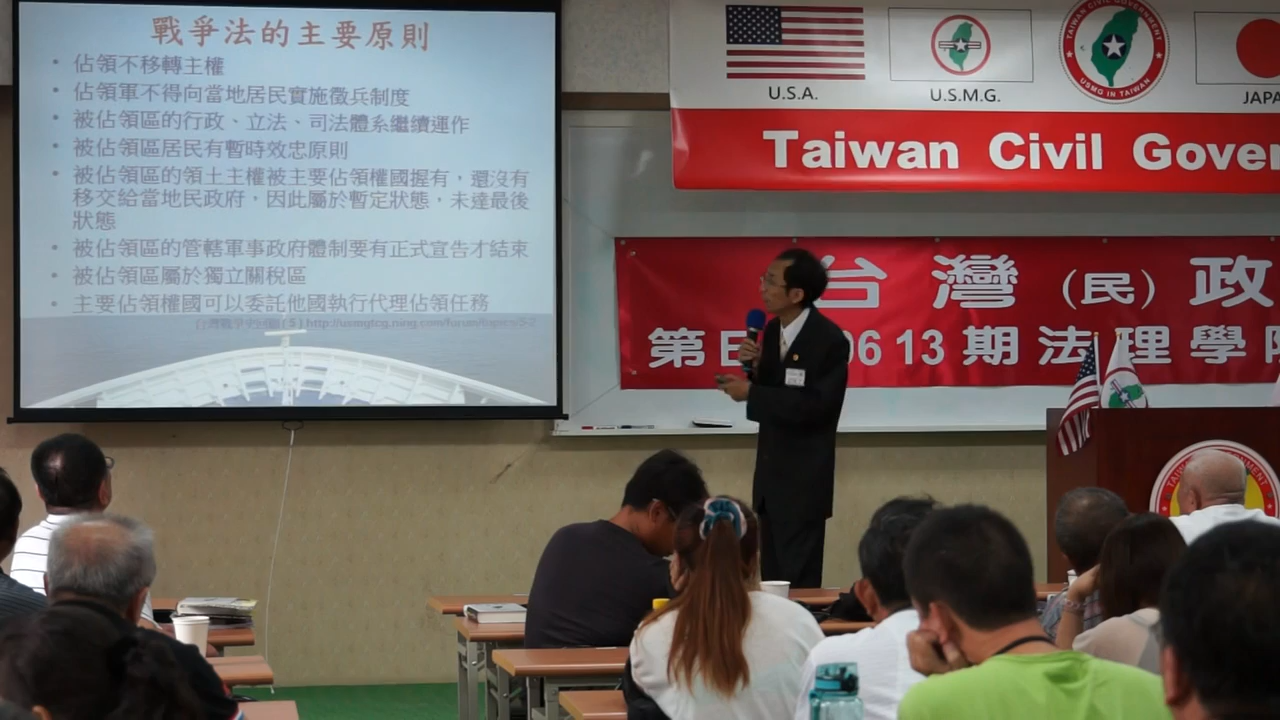 戰爭法的主要原則
• 佔領不移轉主權
• 佔領軍不得向當地居民實施徵兵制度
• 被佔領區的行政、立法、司法體系繼續運作
• 被佔領區居民有暫時效忠原則
• 被佔領區的領土主權被主要佔領權國握有，還沒有
移交給當地民政府，因此屬於暫定狀態，未達最後
狀態
• 被佔領區的管轄軍事政府體制要有正式宣告才結束
• 被佔領區屬於獨立關稅區
• 主要佔領權國可以委託他國執行代理佔領任務
U.S.A.
U.S.M.G.
TAIWAN CIVIL GOVERNMENT
USMG IN TAIWAN
JAPA
Taiwan Civil Gover
台灣(民)政
第 06 13 期法理學